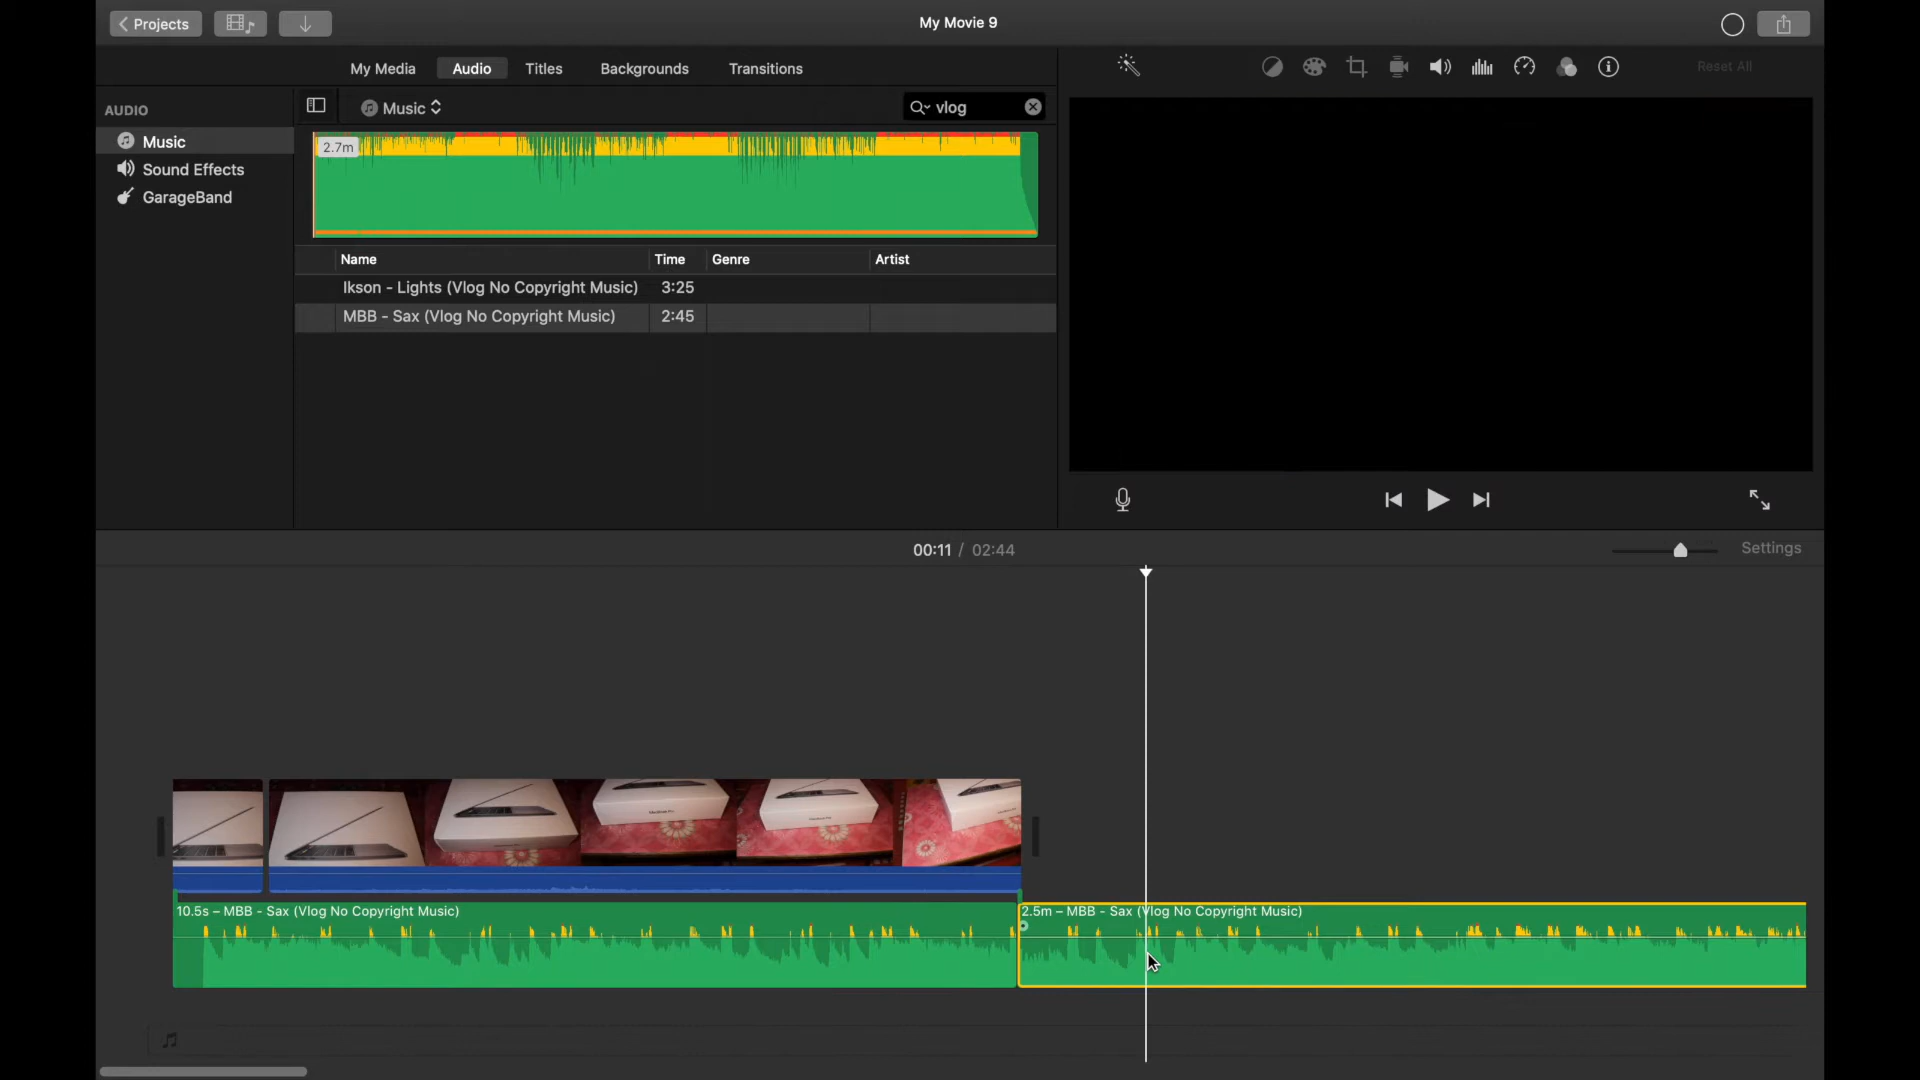 Projects
My Movie 9
My Media
Audio
Titles
Backgrounds
Transitions
Reset All
AUDIO
Music
vlog
Music
2.7m
Sound Effects
GarageBand
Name Time Genre Artist
Ikson - Lights (Vlog No Copyright Music) 3:25
MBB - Sax (Vlog No Copyright Music) 2:45
00:11 / 02:44
Settings
10.5s – MBB - Sax (Vlog No Copyright Music)
2.5m – MBB - Sax (Vlog No Copyright Music)